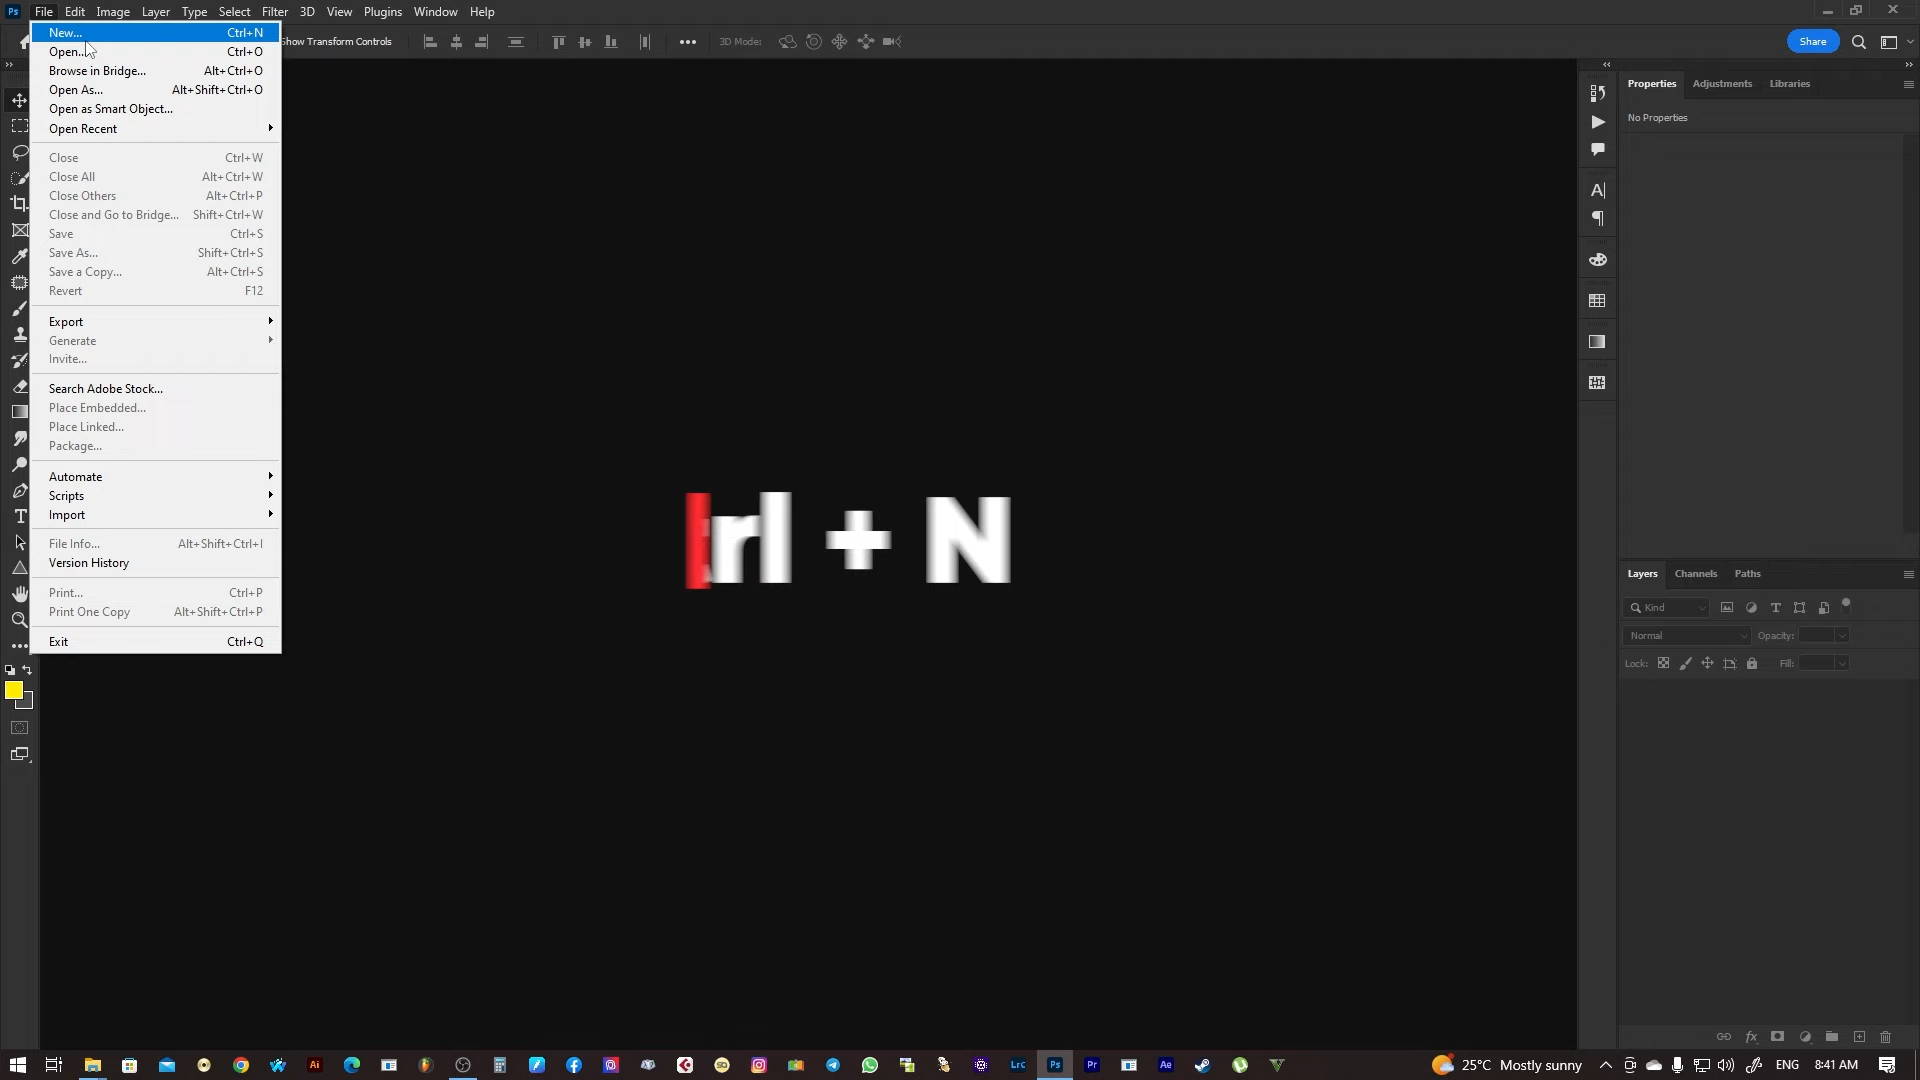 Ps File Edit Image Layer Type Select Filter 3D View Plugins Window Help
Show Transform Controls 3D Mode: Share
New... Ctrl+N
Open... Ctrl+O
Browse in Bridge... Alt+Ctrl+O
Open As... Alt+Shift+Ctrl+O
Open as Smart Object...
Open Recent
Close Ctrl+W
Close All Alt+Ctrl+W
Close Others Alt+Ctrl+P
Close and Go to Bridge... Shift+Ctrl+W
Save Ctrl+S
Save As... Shift+Ctrl+S
Save a Copy... Alt+Ctrl+S
Revert F12
Export
Generate
Invite...
Search Adobe Stock...
Place Embedded...
Place Linked...
Package...
Automate
Scripts
Import
File Info... Alt+Shift+Ctrl+I
Version History
Print... Ctrl+P
Print One Copy Alt+Shift+Ctrl+P
Exit Ctrl+Q
rl + N
Properties Adjustments Libraries
No Properties
Layers Channels Paths
Kind
Normal Opacity:
Lock: Fill:
Ai Lrc Ps Pr Ae 25°C Mostly sunny ENG 8:41 AM